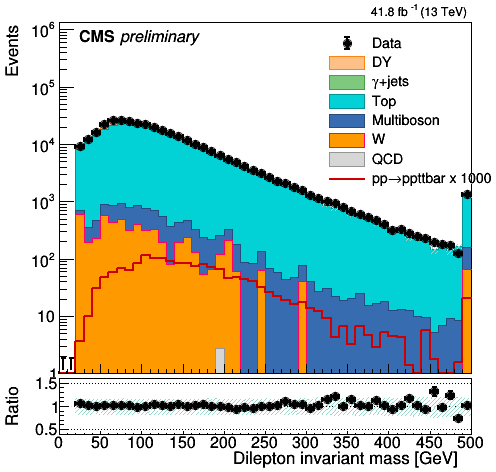 41.8 fb⁻¹ (13 TeV)
CMS preliminary
Events
10⁶
10⁵
10⁴
10³
10²
10
1
Data
DY
γ+jets
Top
Multiboson
W
QCD
pp→ppttbar x 1000
Ratio
1.5
1
0.5
0 50 100 150 200 250 300 350 400 450 500
Dilepton invariant mass [GeV]